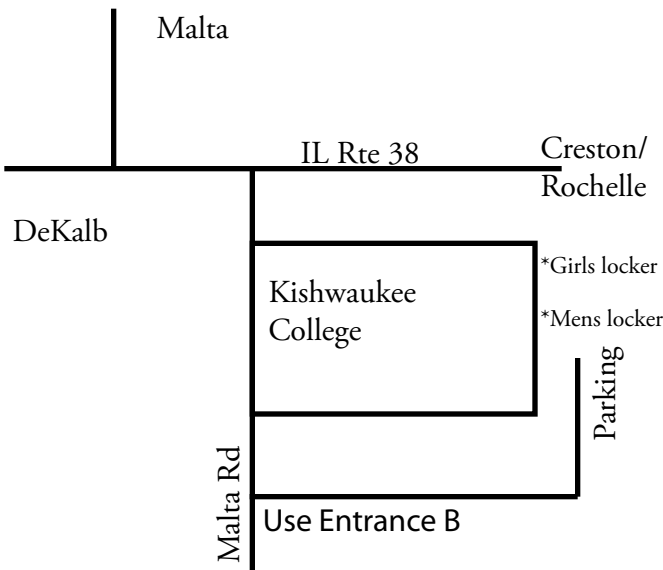 Malta
IL Rte 38
Creston/
Rochelle
DeKalb
*Girls locker
Kishwaukee
College
*Mens locker
Parking
Malta Rd
Use Entrance B